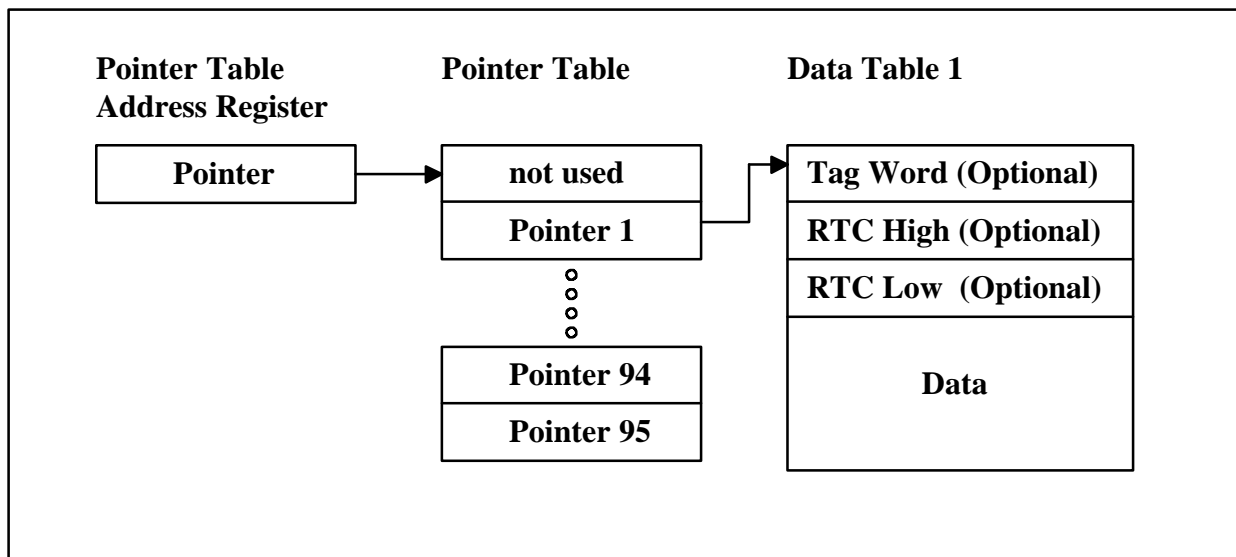 Pointer Table
Address Register
Pointer
Pointer Table
not used
Pointer 1
Pointer 94
Pointer 95
Data Table 1
Tag Word (Optional)
RTC High (Optional)
RTC Low (Optional)
Data